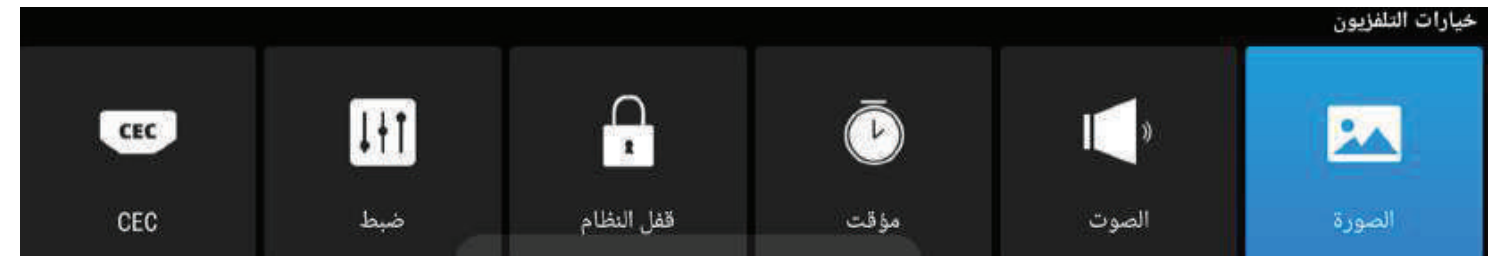 خيارات التلفزيون
CEC
الصورة
الصوت
مؤقت
قفل النظام
ضبط
CEC